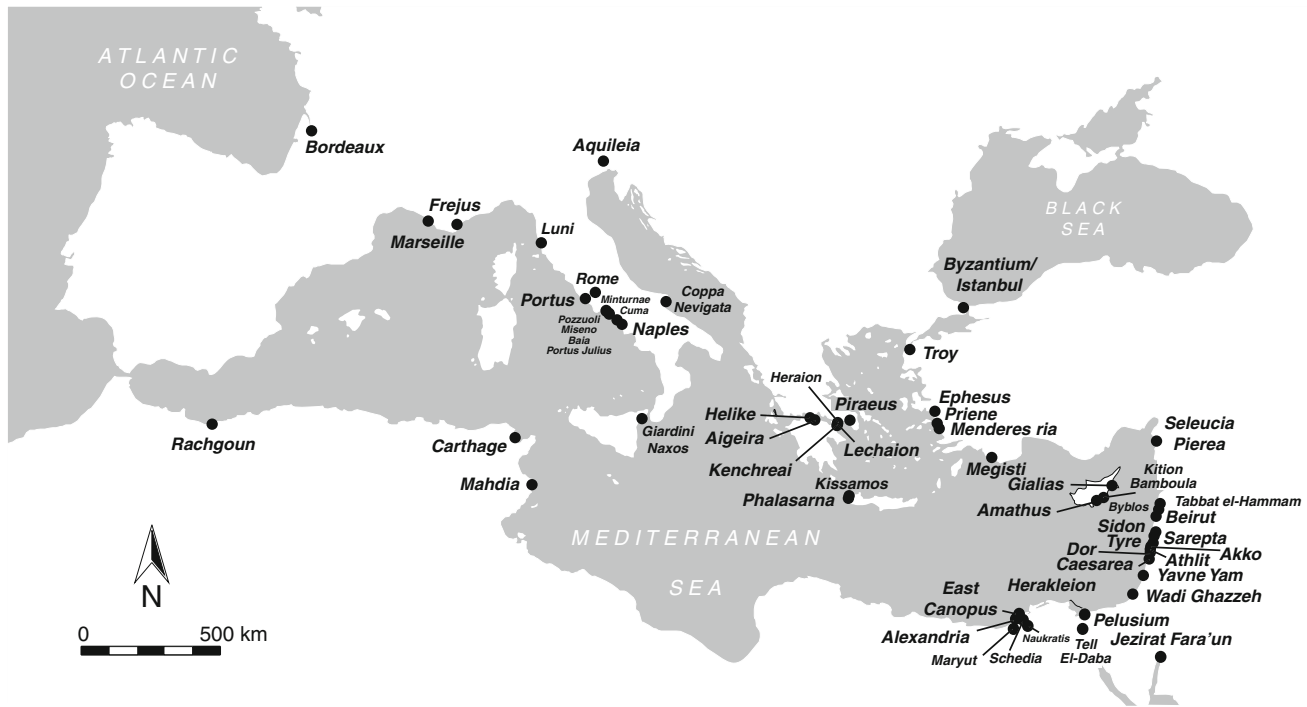 ATLANTIC
OCEAN
Bordeaux
Aquileia
Frejus
Marseille
Luni
BLACK
SEA
Byzantium/
Istanbul
Rome
Portus
Minturnae
Cuma
Pozzuoli
Miseno
Baia
Portus Julius
Naples
Coppa
Nevigata
Troy
Heraion
Helike
Aigeira
Piraeus
Kenchreai
Lechaion
Ephesus
Priene
Menderes ria
Rachgoun
Carthage
Giardini
Naxos
Mahdia
Kissamos
Phalasarna
Megisti
Seleucia
Pierea
Gialias
Kition
Bamboula
Amathus
Byblos
Tabbat el-Hammam
Beirut
Sidon
Sarepta
Tyre
Dor
Akko
Athlit
Caesarea
Yavne Yam
Wadi Ghazzeh
MEDITERRANEAN
SEA
Herakleion
East
Canopus
Alexandria
Maryut
Schedia
Naukratis
Pelusium
Tell
El-Daba
Jezirat Fara'un
N
0 500 km